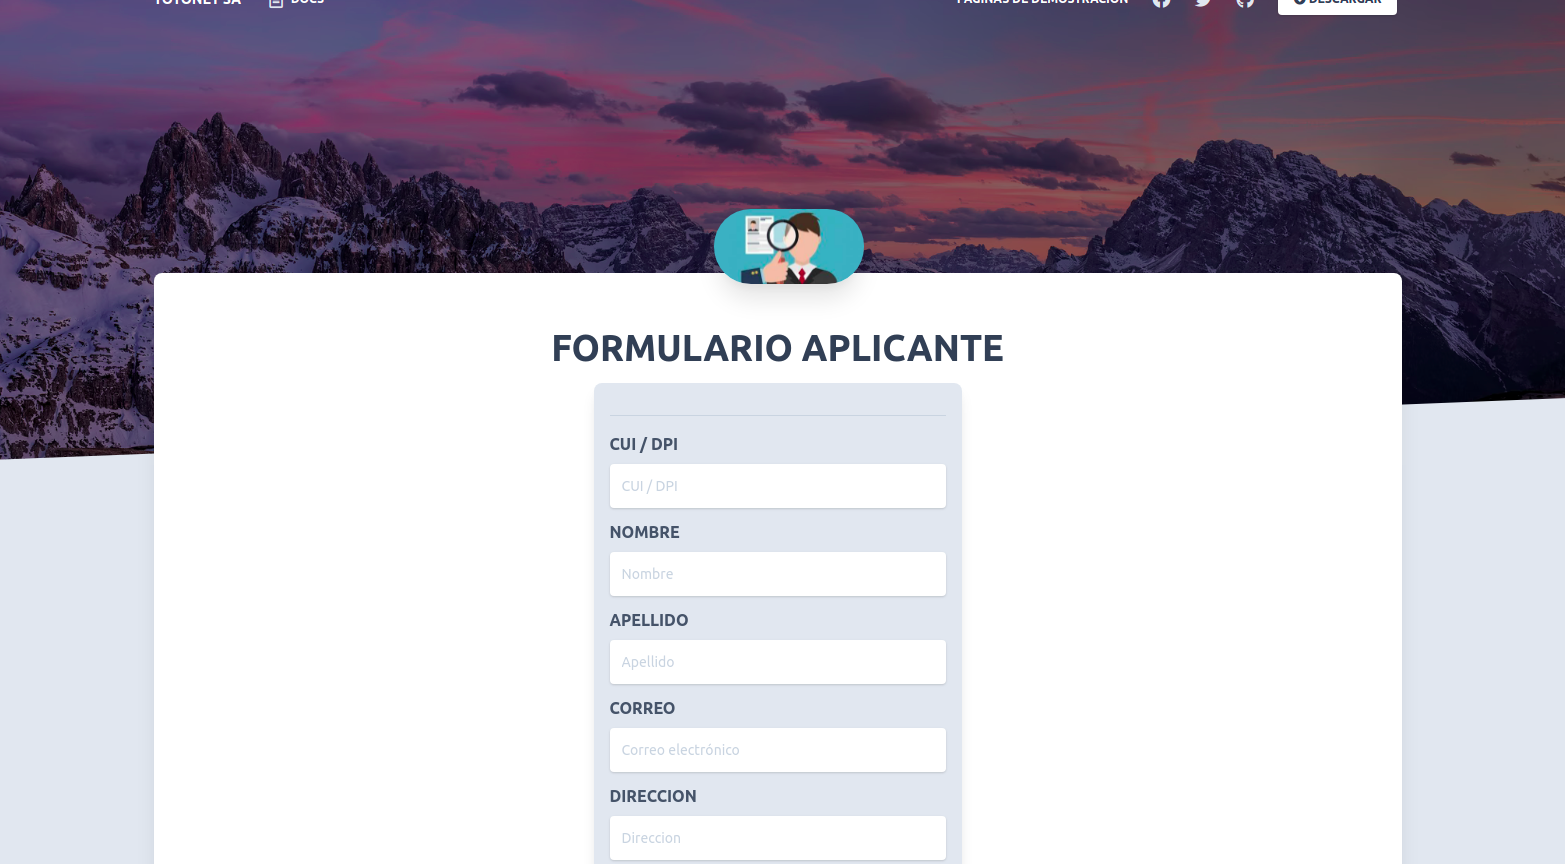 TOTONET SA DOCS PAGINAS DE DEMOSTRACIÓN DESCARGAR
FORMULARIO APLICANTE
CUI / DPI
CUI / DPI
NOMBRE
Nombre
APELLIDO
Apellido
CORREO
Correo electrónico
DIRECCION
Direccion